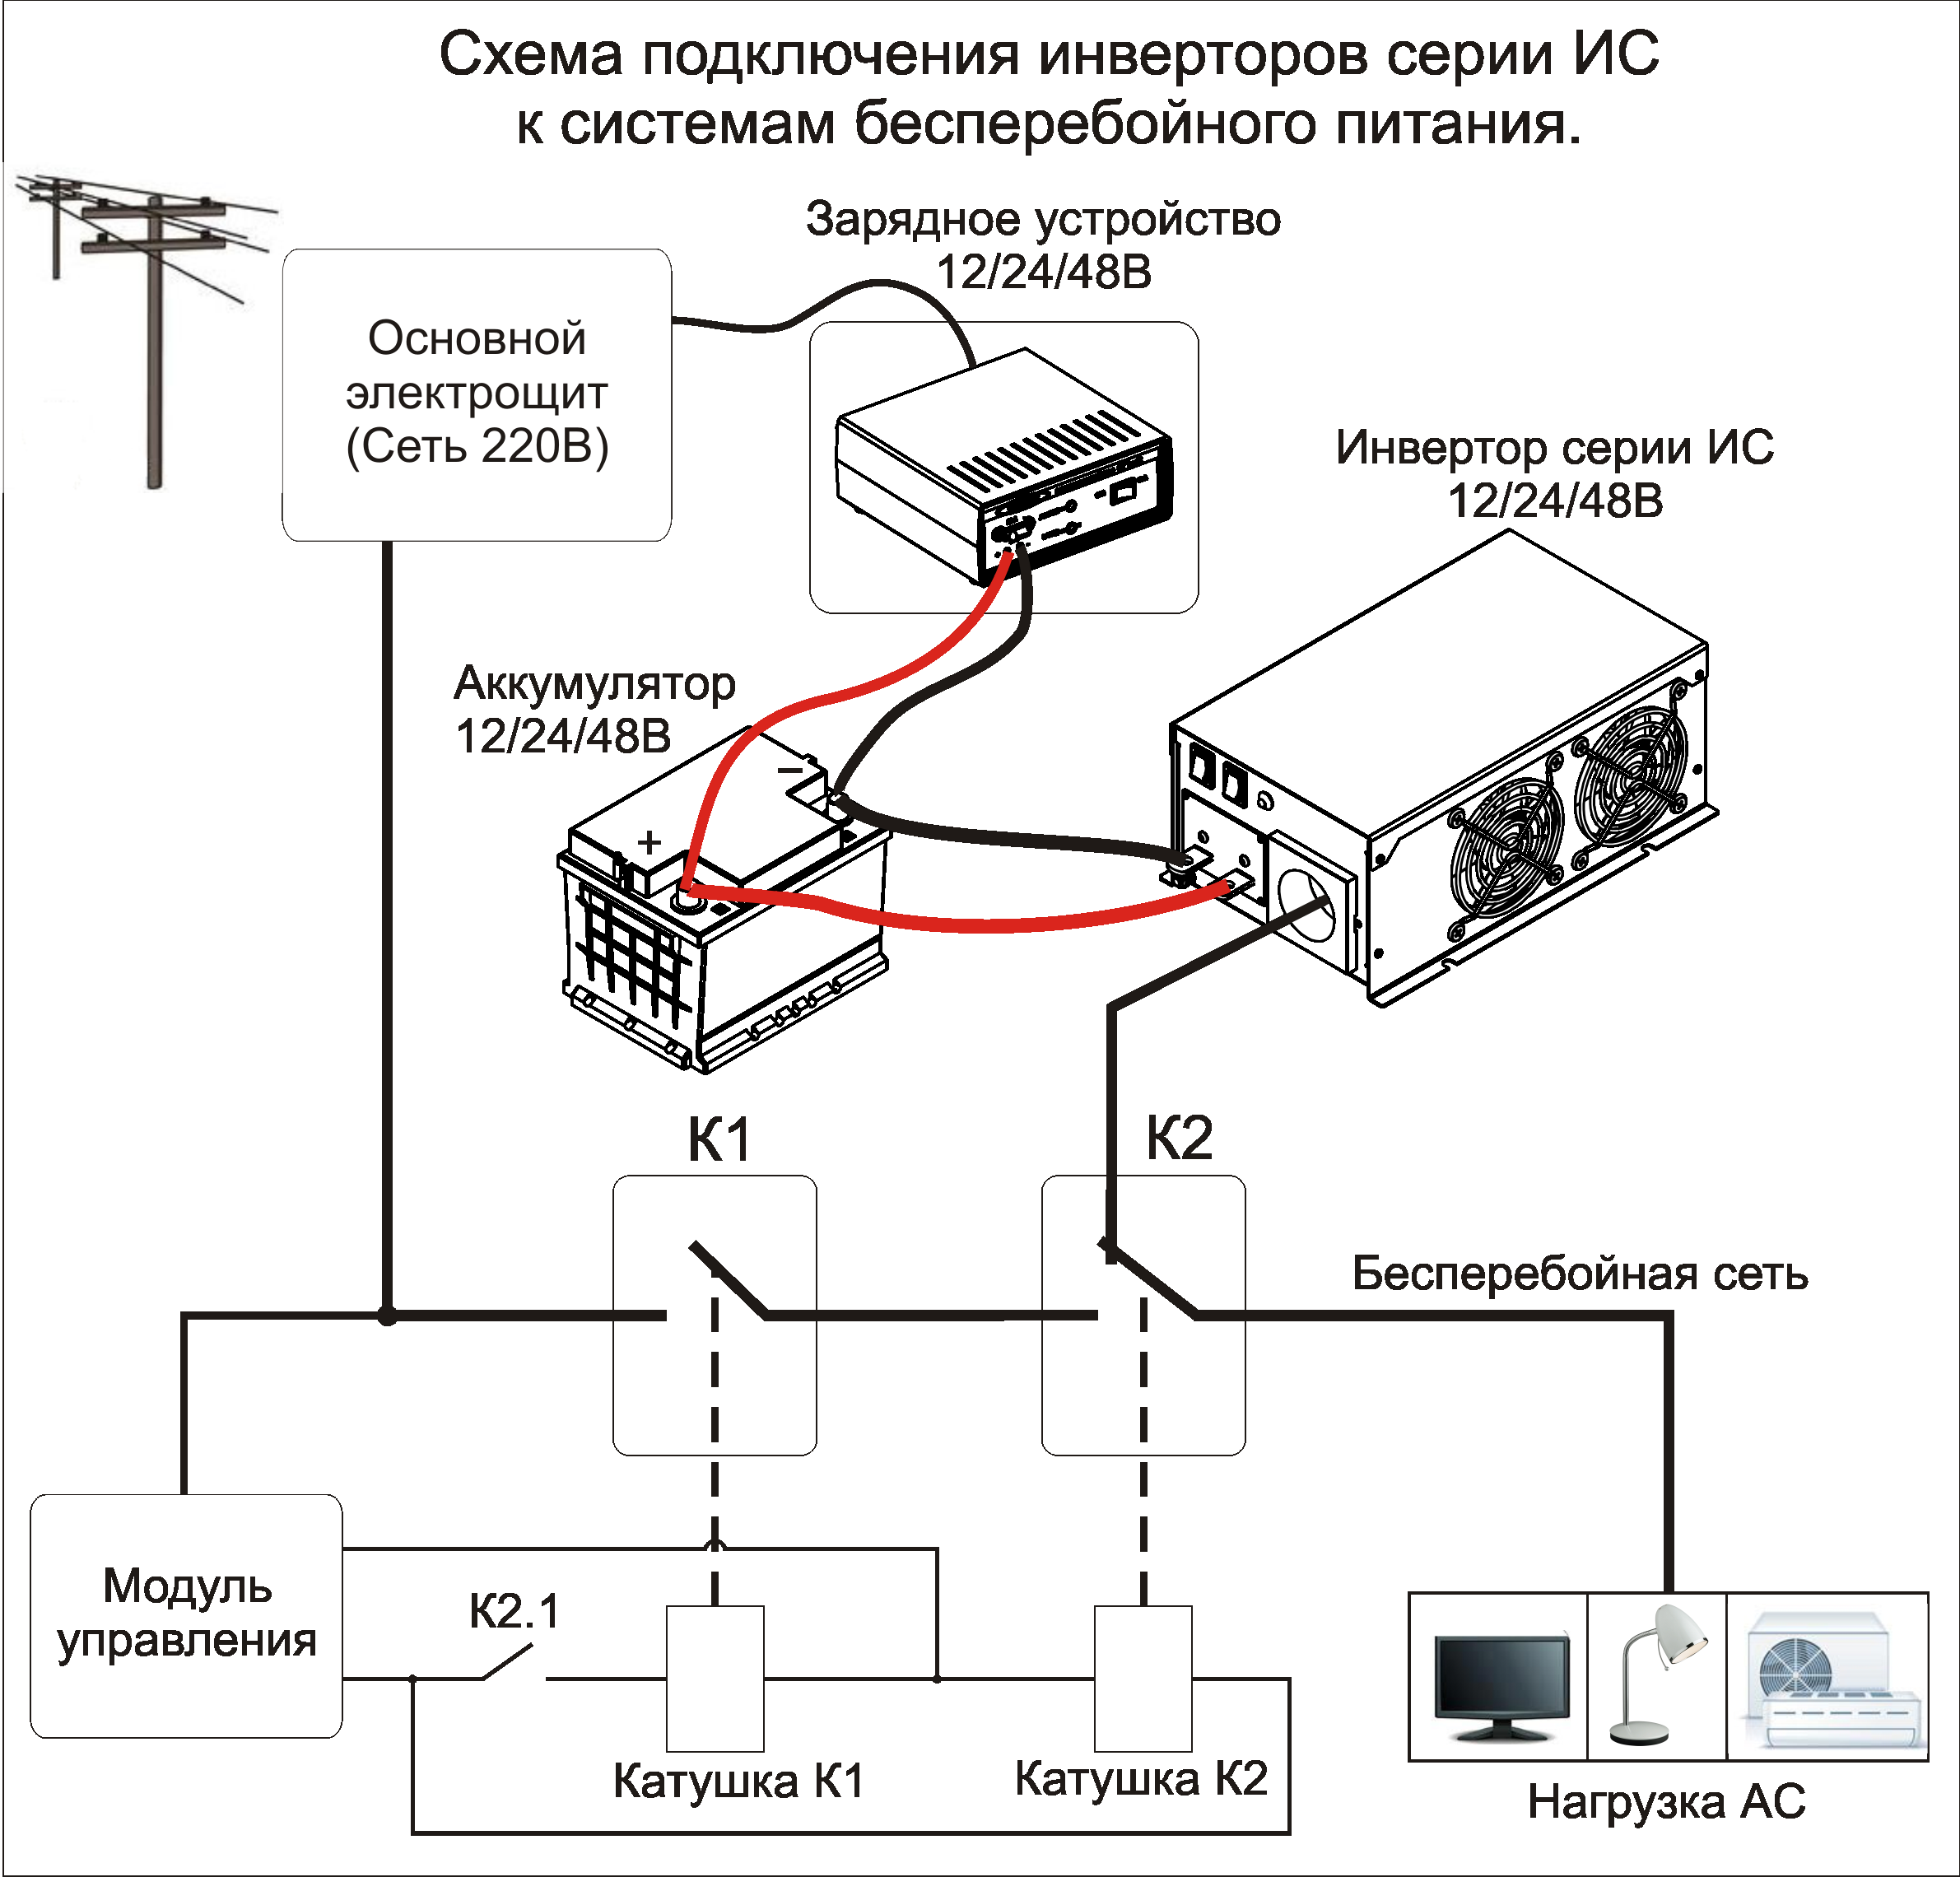 Схема подключения инверторов серии ИС
к системам бесперебойного питания.
Зарядное устройство
12/24/48В
Основной
электрощит
(Сеть 220В)
Инвертор серии ИС
12/24/48В
Аккумулятор
12/24/48В
−
+
К1
К2
Бесперебойная сеть
Модуль
управления
К2.1
Катушка К1
Катушка К2
Нагрузка АС